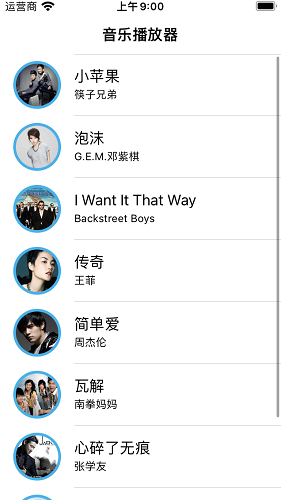 运营商 上午9:00
音乐播放器
小苹果
筷子兄弟
泡沫
G.E.M.邓紫棋
I Want It That Way
Backstreet Boys
传奇
王菲
简单爱
周杰伦
瓦解
南拳妈妈
心碎了无痕
张学友